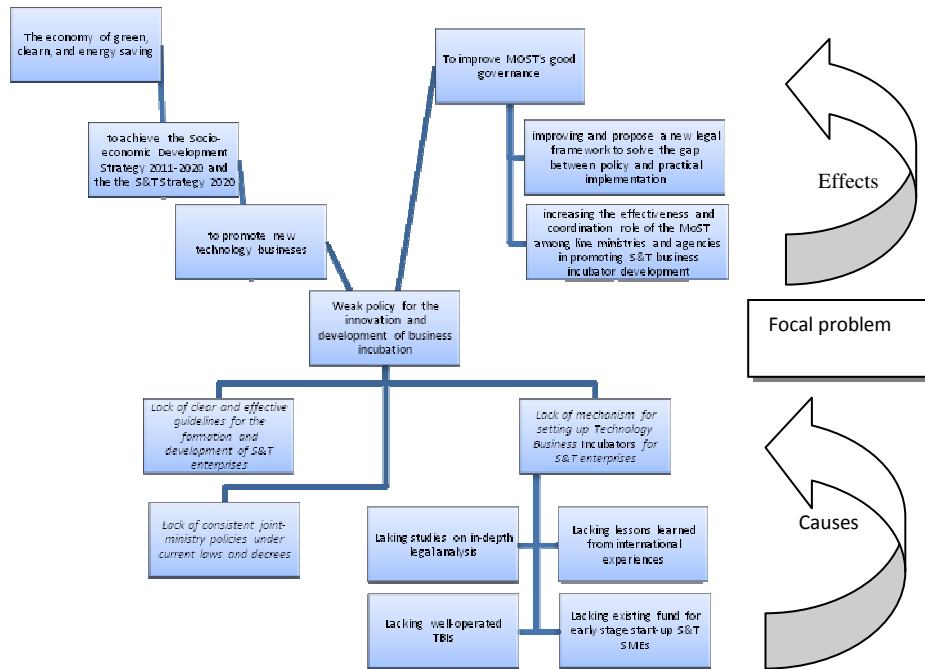 The economy of green,
clearn, and energy saving
To improve MOST's good
governance
to achieve the Socio-
economic Development
Strategy 2011-2020 and
the the S&T Strategy 2020
improving and propose a new legal
framework to solve the gap
between policy and practical
implementation
Effects
to promote new
technology businesses
increasing the effectiveness and
coordination role of the MoST
among line ministries and agencies
in promoting S&T business
incubator development
Weak policy for the
innovation and
development of business
incubation
Focal problem
Lack of clear and effective
guidelines for the
formation and
development of S&T
enterprises
Lack of mechanism for
setting up Technology
Business Incubators for
S&T enterprises
Lack of consistent joint-
ministry policies under
current laws and decrees
Laking studies on in-depth
legal analysis
Lacking lessons learned
from international
experiences
Causes
Lacking well-operated
TBIs
Lacking existing fund for
early stage start-up S&T
SMEs